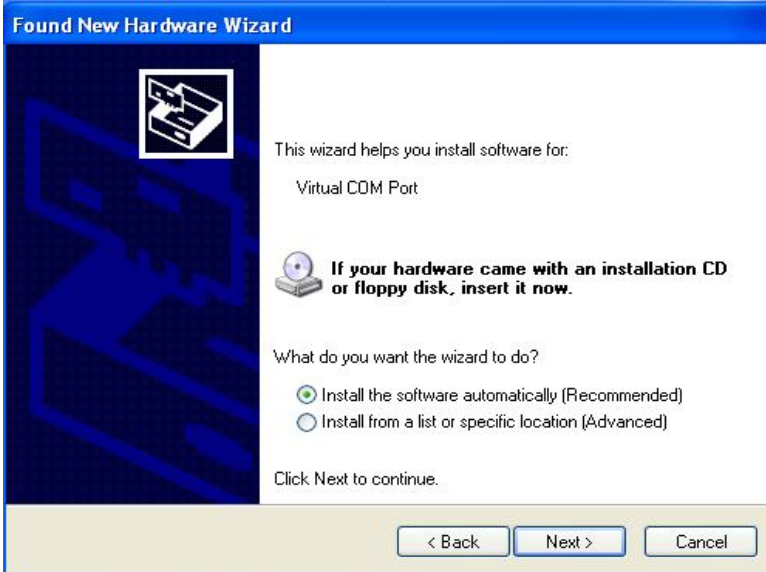 Found New Hardware Wizard
This wizard helps you install software for:
Virtual COM Port
If your hardware came with an installation CD
or floppy disk, insert it now.
What do you want the wizard to do?
Install the software automatically (Recommended)
Install from a list or specific location (Advanced)
Click Next to continue.
< Back Next > Cancel